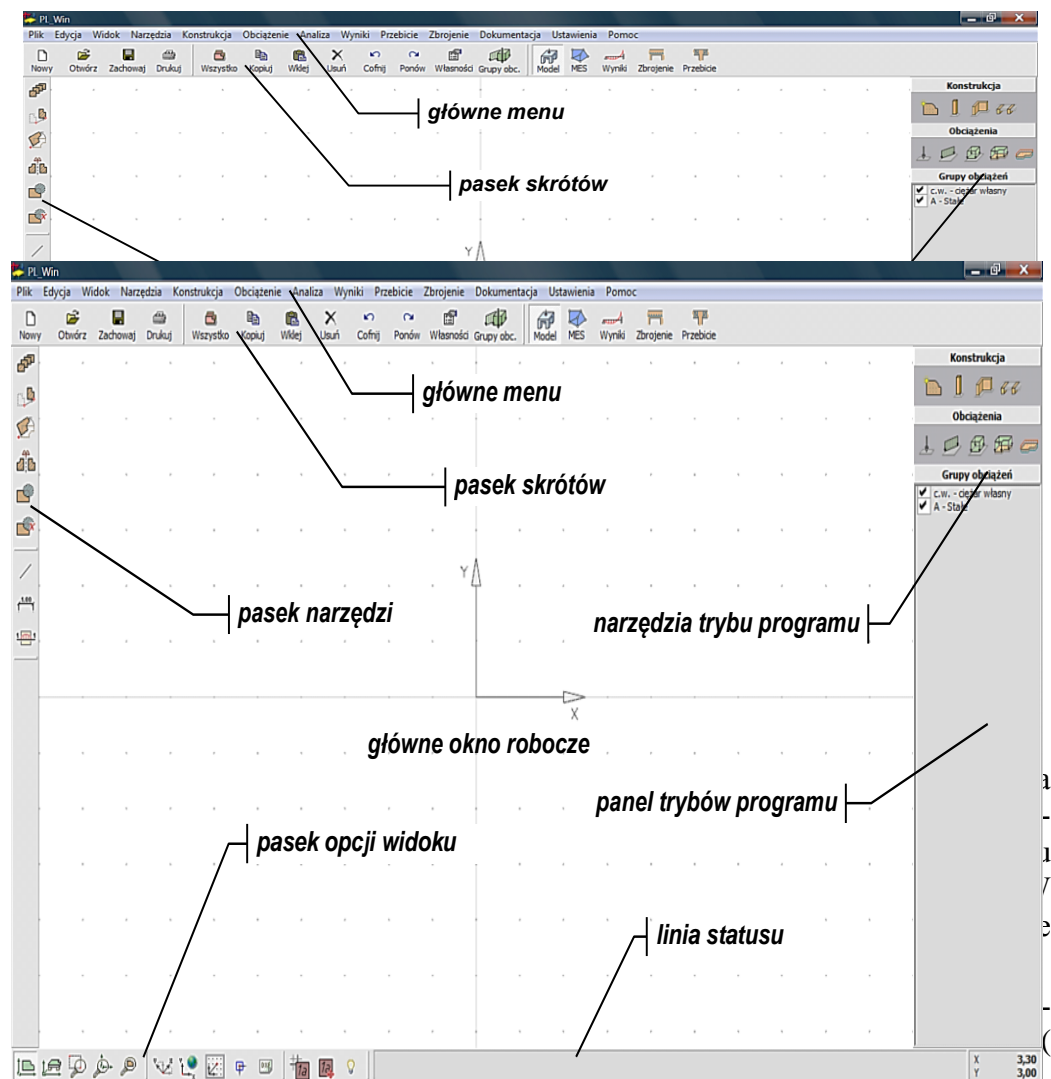 PL_Win
Plik Edycja Widok Narzędzia Konstrukcja Obciążenie Analiza Wyniki Przebicie Zbrojenie Dokumentacja Ustawienia Pomoc
Nowy Otwórz Zachowaj Drukuj Wszystko Kopiuj Wklej Usuń Cofnij Ponów Własności Grupy obc. Model MES Wyniki Zbrojenie Przebicie
Konstrukcja
główne menu
Obciążenia
pasek skrótów
Grupy obciążeń
c.w. - ciężar własny
A - Stałe
Y
PL_Win
Plik Edycja Widok Narzędzia Konstrukcja Obciążenie Analiza Wyniki Przebicie Zbrojenie Dokumentacja Ustawienia Pomoc
Nowy Otwórz Zachowaj Drukuj Wszystko Kopiuj Wklej Usuń Cofnij Ponów Własności Grupy obc. Model MES Wyniki Zbrojenie Przebicie
Konstrukcja
główne menu
Obciążenia
pasek skrótów
Grupy obciążeń
c.w. - ciężar własny
A - Stałe
Y
pasek narzędzi
narzędzia trybu programu
X
główne okno robocze
a
panel trybów programu
-
pasek opcji widoku
u
e
linia statusu
-
(
X 3,30
Y 3,00